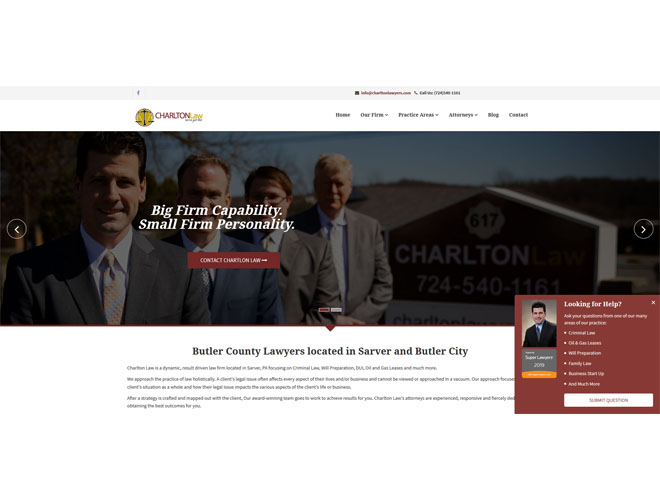 info@charltonlawyers.com Call Us: (724)540-1161
CHARLTONLaw
Home Our Firm Practice Areas Attorneys Blog Contact
Big Firm Capability.
Small Firm Personality.
CONTACT CHARTLON LAW
617
CHARLTONLaw
724-540-1161
charltonlawyers
Butler County Lawyers located in Sarver and Butler City
Charlton Law is a dynamic, result driven law firm located in Sarver, PA focusing on Criminal Law, Will Preparation, DUI, Oil and Gas Leases and much more.
We approach the practice of law holistically. A client's legal issue often affects every aspect of their lives and/or business and cannot be viewed or approached in a vacuum. Our approach focuses
client's situation as a whole and how their legal issue impacts the various aspects of the client's life or business.
After a strategy is crafted and mapped out with the client, Our award-winning team goes to work to achieve results for you. Charlton Law's attorneys are experienced, responsive and fiercely
obtaining the best outcomes for you.
Looking for Help?
Ask your questions from one of our many
areas of our practice:
Criminal Law
Oil & Gas Leases
Will Preparation
Family Law
Business Start Up
And Much More
Super Lawyers
2019
SUBMIT QUESTION